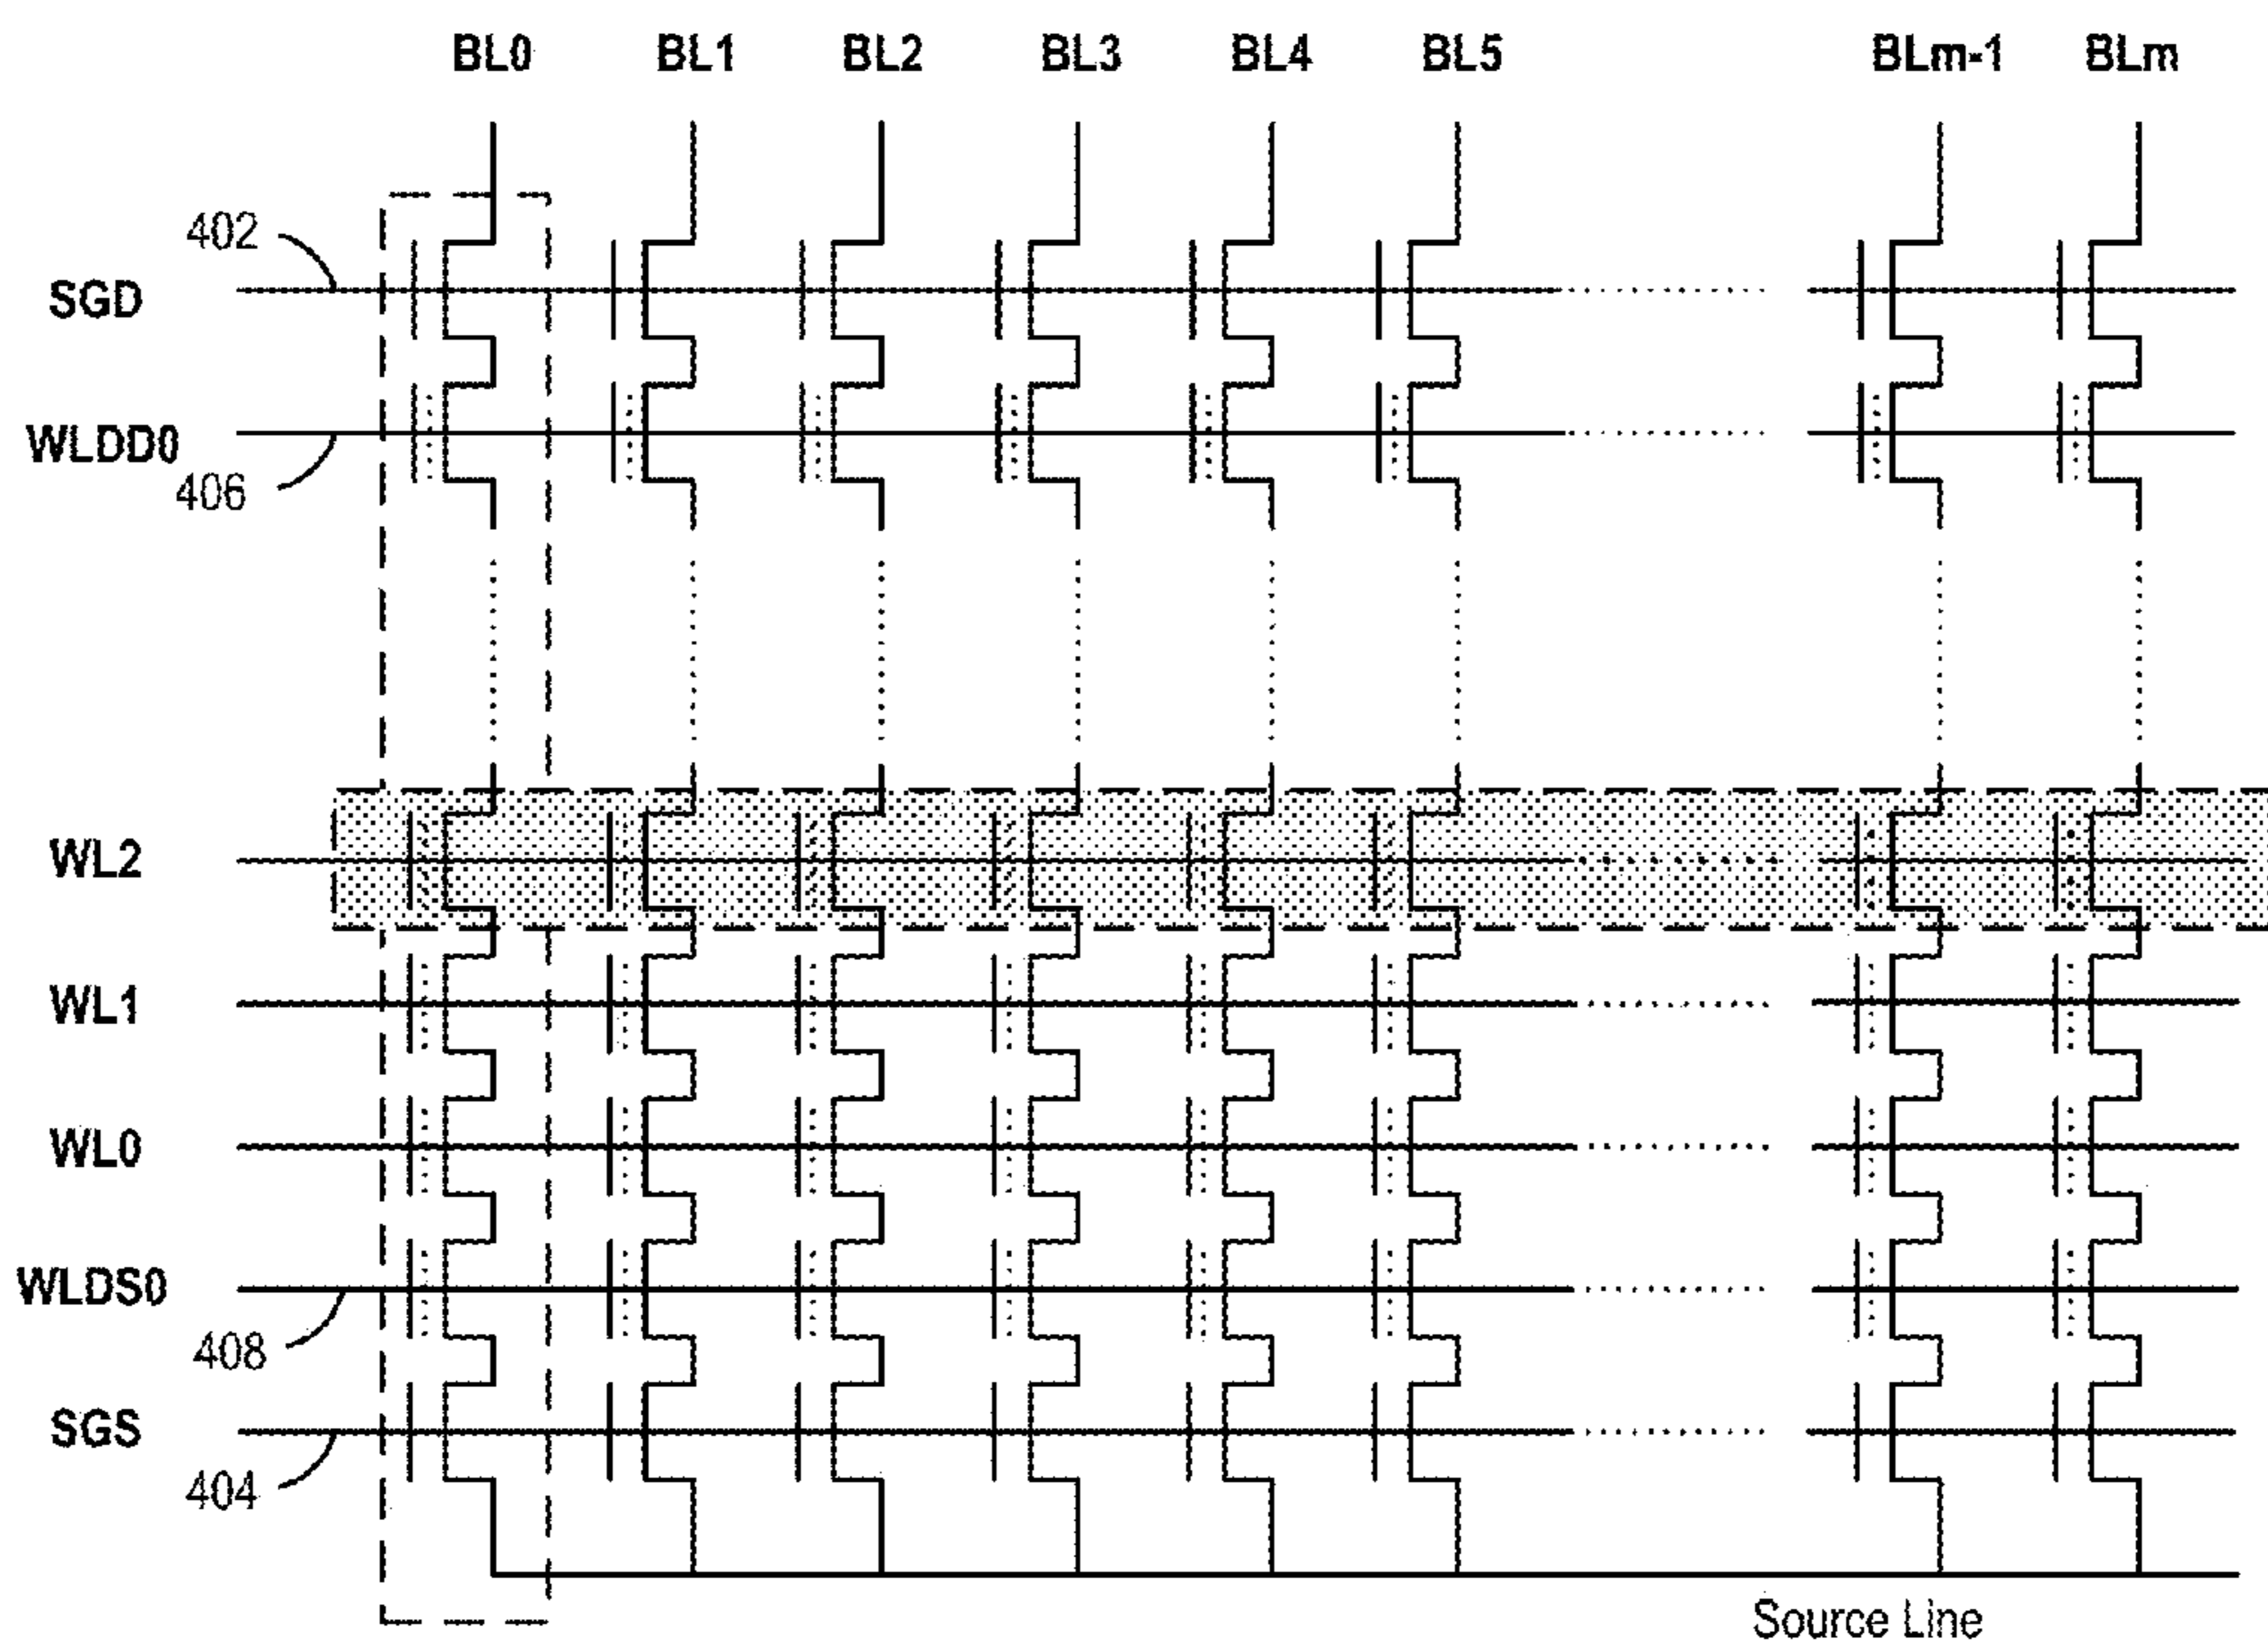 BL0 BL1 BL2 BL3 BL4 BL5 BLm-1 BLm
402
SGD
WLDD0
406
WL2
WL1
WL0
WLDS0
408
SGS
404
Source Line